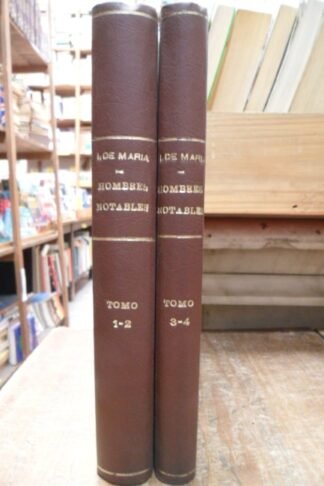 I. DE MARIA
HOMBRES
NOTABLES
TOMO
1-2
I. DE MARIA
HOMBRES
NOTABLES
TOMO
3-4